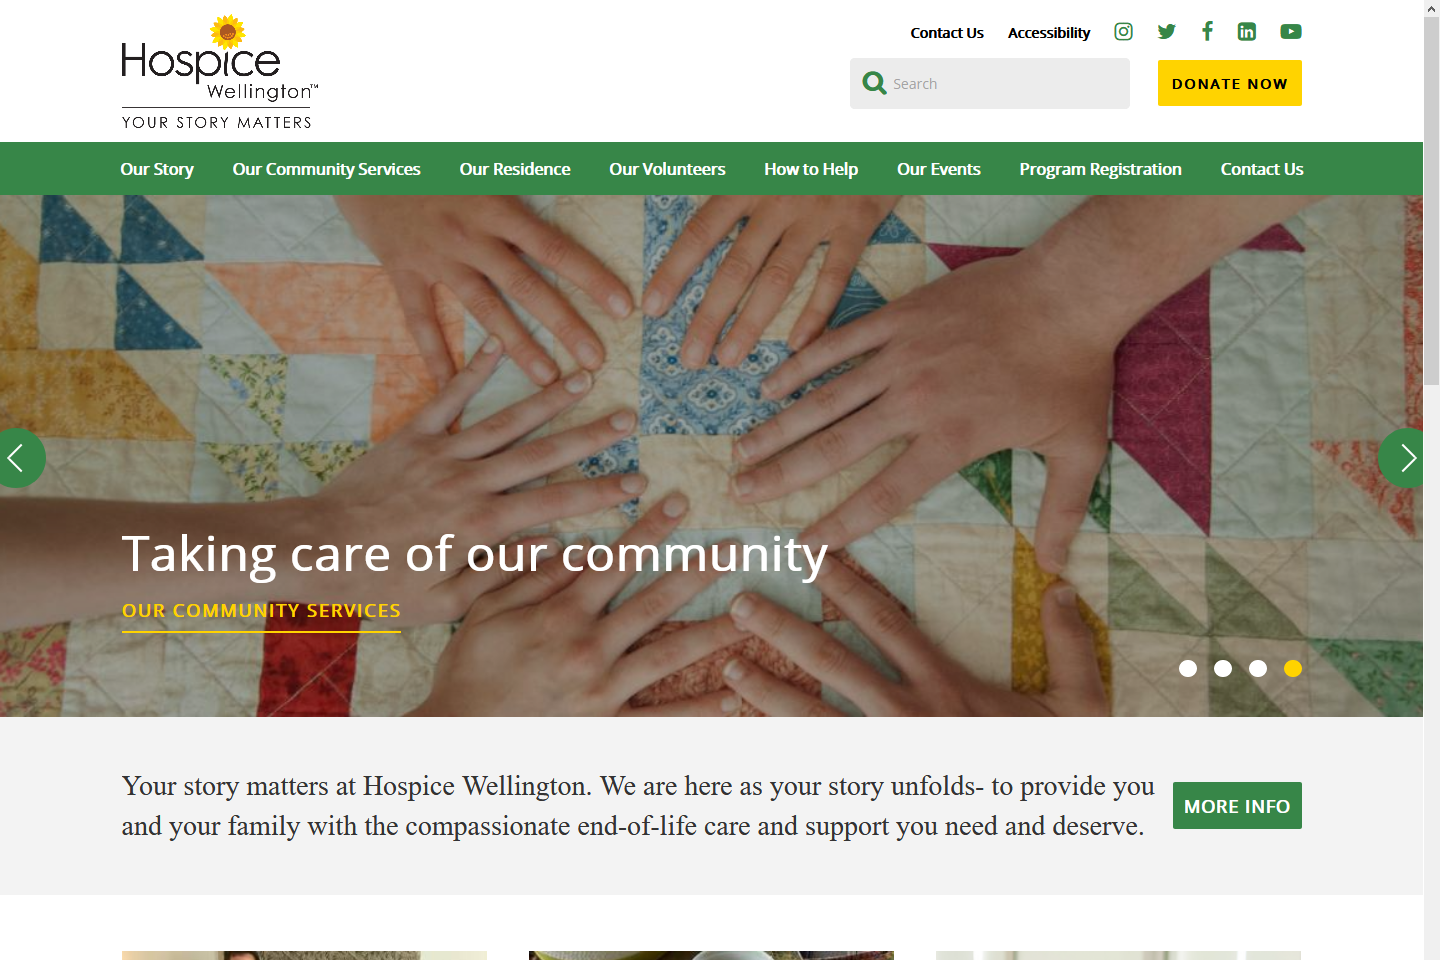 Hospice
Wellington™
YOUR STORY MATTERS
Contact Us
Accessibility
Search
DONATE NOW
Our Story
Our Community Services
Our Residence
Our Volunteers
How to Help
Our Events
Program Registration
Contact Us
Taking care of our community
OUR COMMUNITY SERVICES
Your story matters at Hospice Wellington. We are here as your story unfolds- to provide you
and your family with the compassionate end-of-life care and support you need and deserve.
MORE INFO